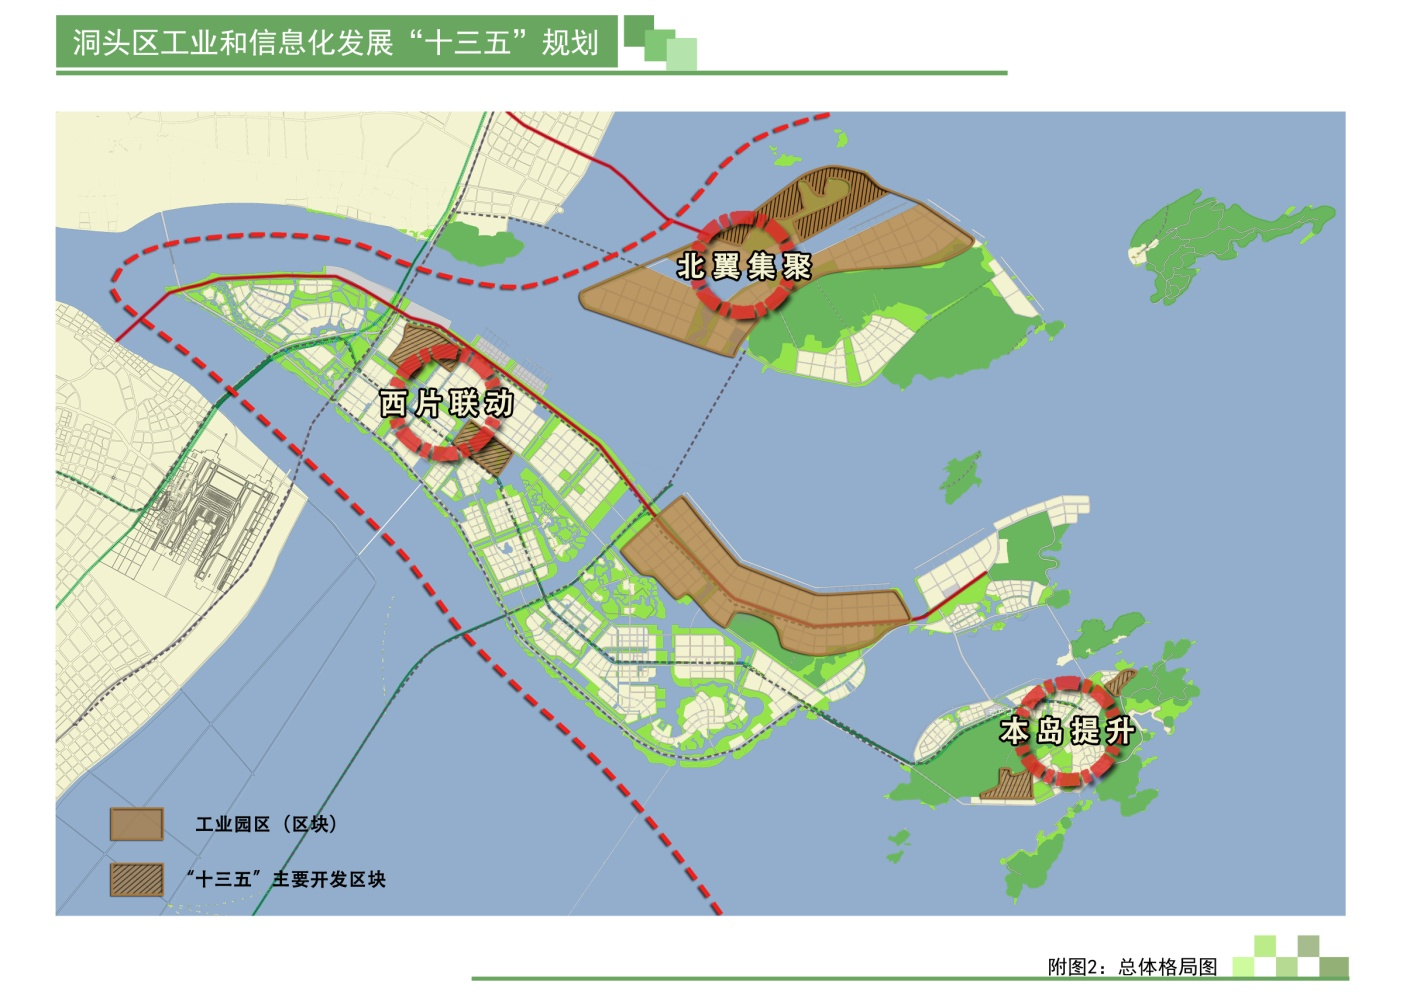 洞头区工业和信息化发展“十三五”规划
北翼集聚
西片联动
本岛提升
工业园区（区块）
“十三五”主要开发区块
附图2：总体格局图